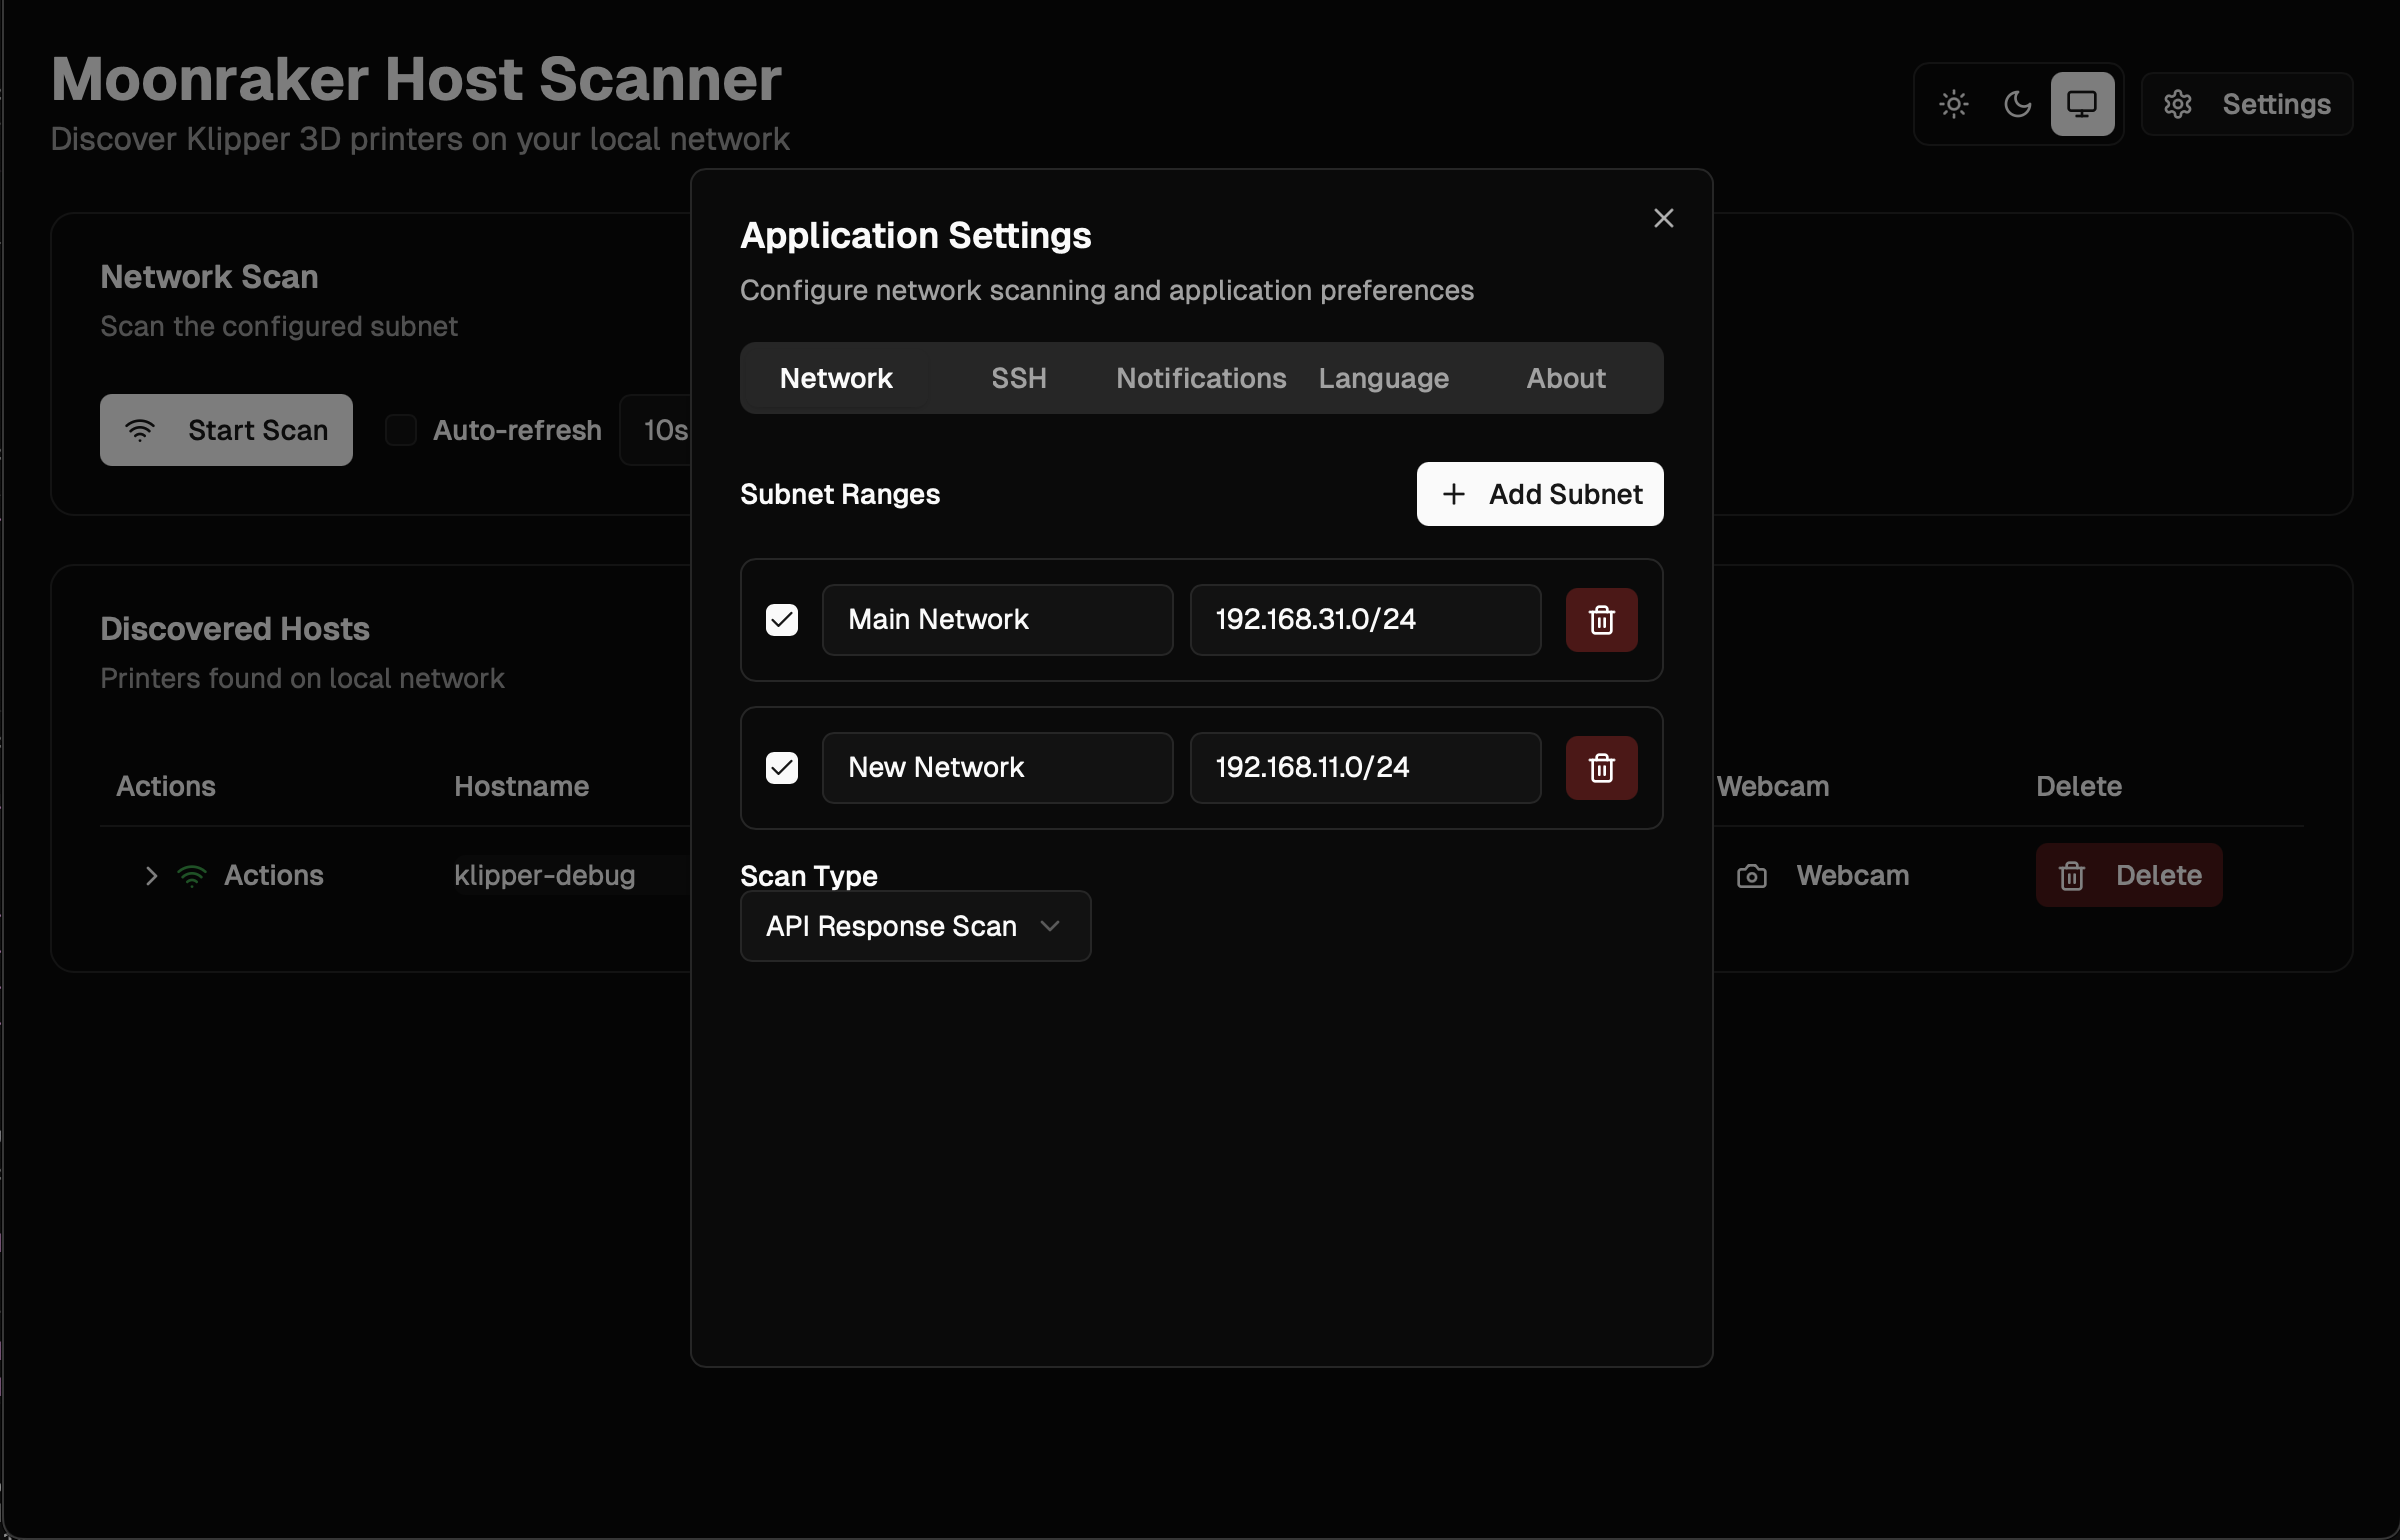 Moonraker Host Scanner
Discover Klipper 3D printers on your local network
Settings
Network Scan
Scan the configured subnet
Start Scan
Auto-refresh
10s
Discovered Hosts
Printers found on local network
Actions
Hostname
Webcam
Delete
Actions
klipper-debug
Webcam
Delete
Application Settings
Configure network scanning and application preferences
Network
SSH
Notifications
Language
About
Subnet Ranges
Add Subnet
Main Network
192.168.31.0/24
New Network
192.168.11.0/24
Scan Type
API Response Scan